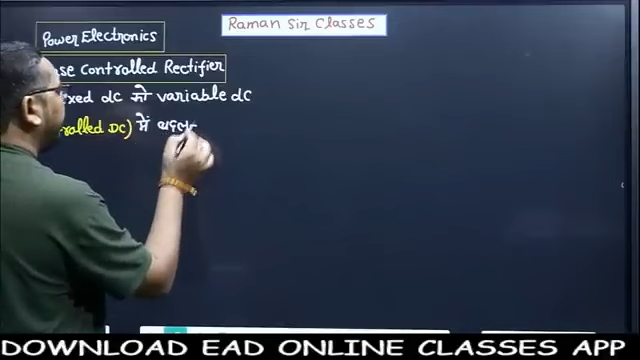 Raman Sir Classes
Power Electronics
se Controlled Rectifier
xed dc को variable dc
rolled DC) में
DOWNLOAD EAD ONLINE CLASSES APP